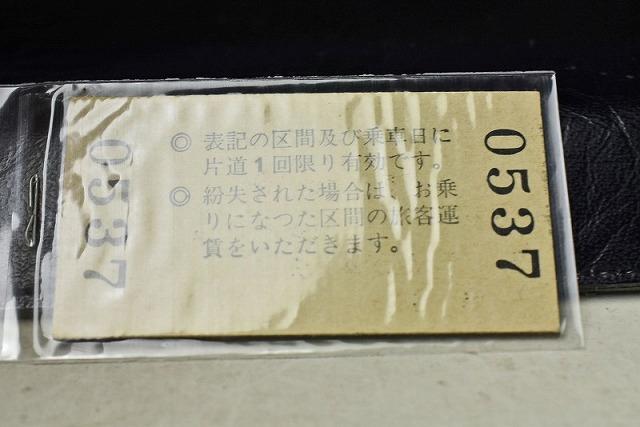 ◎ 表記の区間及び乗車日に
片道1回限り有効です。
◎ 紛失された場合は、お乗
りになつた区間の旅客運
賃をいただきます。
0537
0537